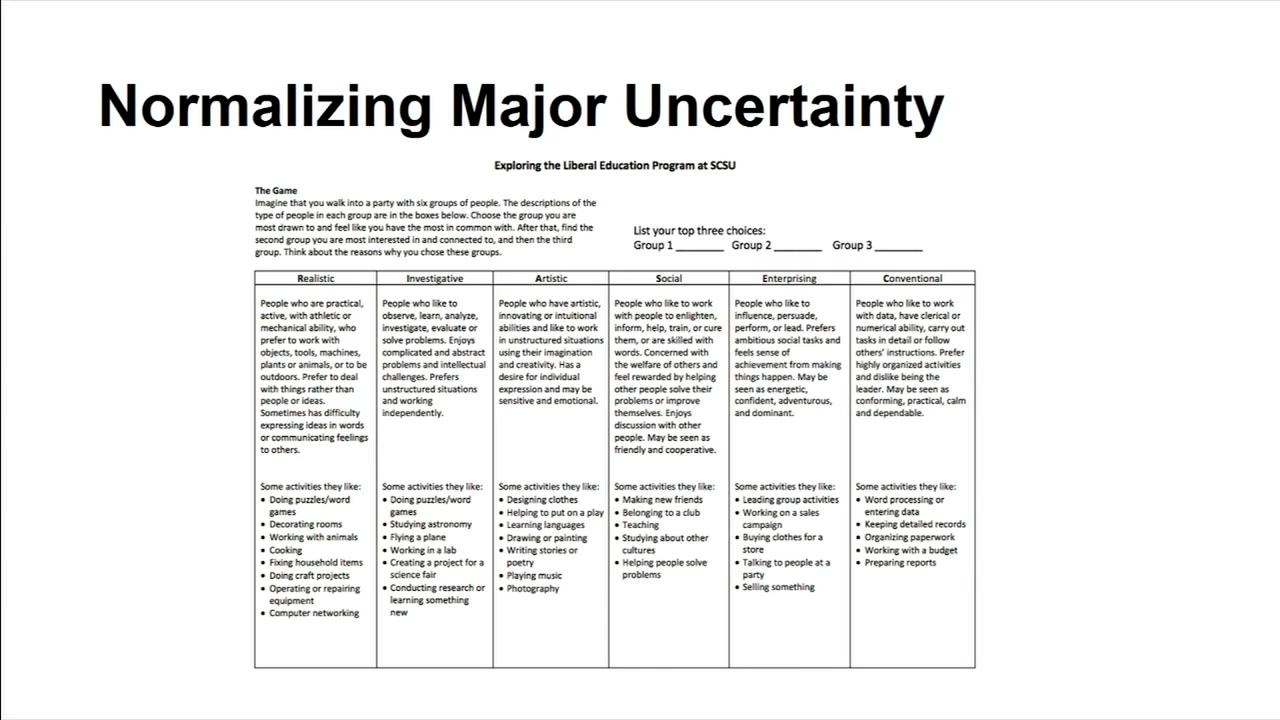 Normalizing Major Uncertainty
Exploring the Liberal Education Program at SCSU
The Game
Imagine that you walk into a party with six groups of people. The descriptions of the
type of people in each group are in the boxes below. Choose the group you are
most drawn to and feel like you have the most in common with. After that, find the
second group you are most interested in and connected to, and then the third
group. Think about the reasons why you chose these groups.
List your top three choices:
Group 1 ________ Group 2 ________ Group 3 ________
Realistic
People who are practical,
active, with athletic or
mechanical ability, who
prefer to work with
objects, tools, machines,
plants or animals, or to be
outdoors. Prefer to deal
with things rather than
people or ideas.
Sometimes has difficulty
expressing ideas in words
or communicating feelings
to others.
Some activities they like:
• Doing puzzles/word
games
• Decorating rooms
• Working with animals
• Cooking
• Fixing household items
• Doing craft projects
• Operating or repairing
equipment
• Computer networking
Investigative
People who like to
observe, learn, analyze,
investigate, evaluate or
solve problems. Enjoys
complicated and abstract
problems and intellectual
challenges. Prefers
unstructured situations
and working
independently.
Some activities they like:
• Doing puzzles/word
games
• Studying astronomy
• Flying a plane
• Working in a lab
• Creating a project for a
science fair
• Conducting research or
learning something
new
Artistic
People who have artistic,
innovating or intuitional
abilities and like to work
in unstructured situations
using their imagination
and creativity. Has a
desire for individual
expression and may be
sensitive and emotional.
Some activities they like:
• Designing clothes
• Helping to put on a play
• Learning languages
• Drawing or painting
• Writing stories or
poetry
• Playing music
• Photography
Social
People who like to work
with people to enlighten,
inform, help, train, or cure
them, or are skilled with
words. Concerned with
the welfare of others and
feel rewarded by helping
other people solve their
problems or improve
themselves. Enjoys
discussion with other
people. May be seen as
friendly and cooperative.
Some activities they like:
• Making new friends
• Belonging to a club
• Teaching
• Studying about other
cultures
• Helping people solve
problems
Enterprising
People who like to
influence, persuade,
perform, or lead. Prefers
ambitious social tasks and
feels sense of
achievement from making
things happen. May be
seen as energetic,
confident, adventurous,
and dominant.
Some activities they like:
• Leading group activities
• Working on a sales
campaign
• Buying clothes for a
store
• Talking to people at a
party
• Selling something
Conventional
People who like to work
with data, have clerical or
numerical ability, carry out
tasks in detail or follow
others' instructions. Prefer
highly organized activities
and dislike being the
leader. May be seen as
conforming, practical, calm
and dependable.
Some activities they like:
• Word processing or
entering data
• Keeping detailed records
• Organizing paperwork
• Working with a budget
• Preparing reports